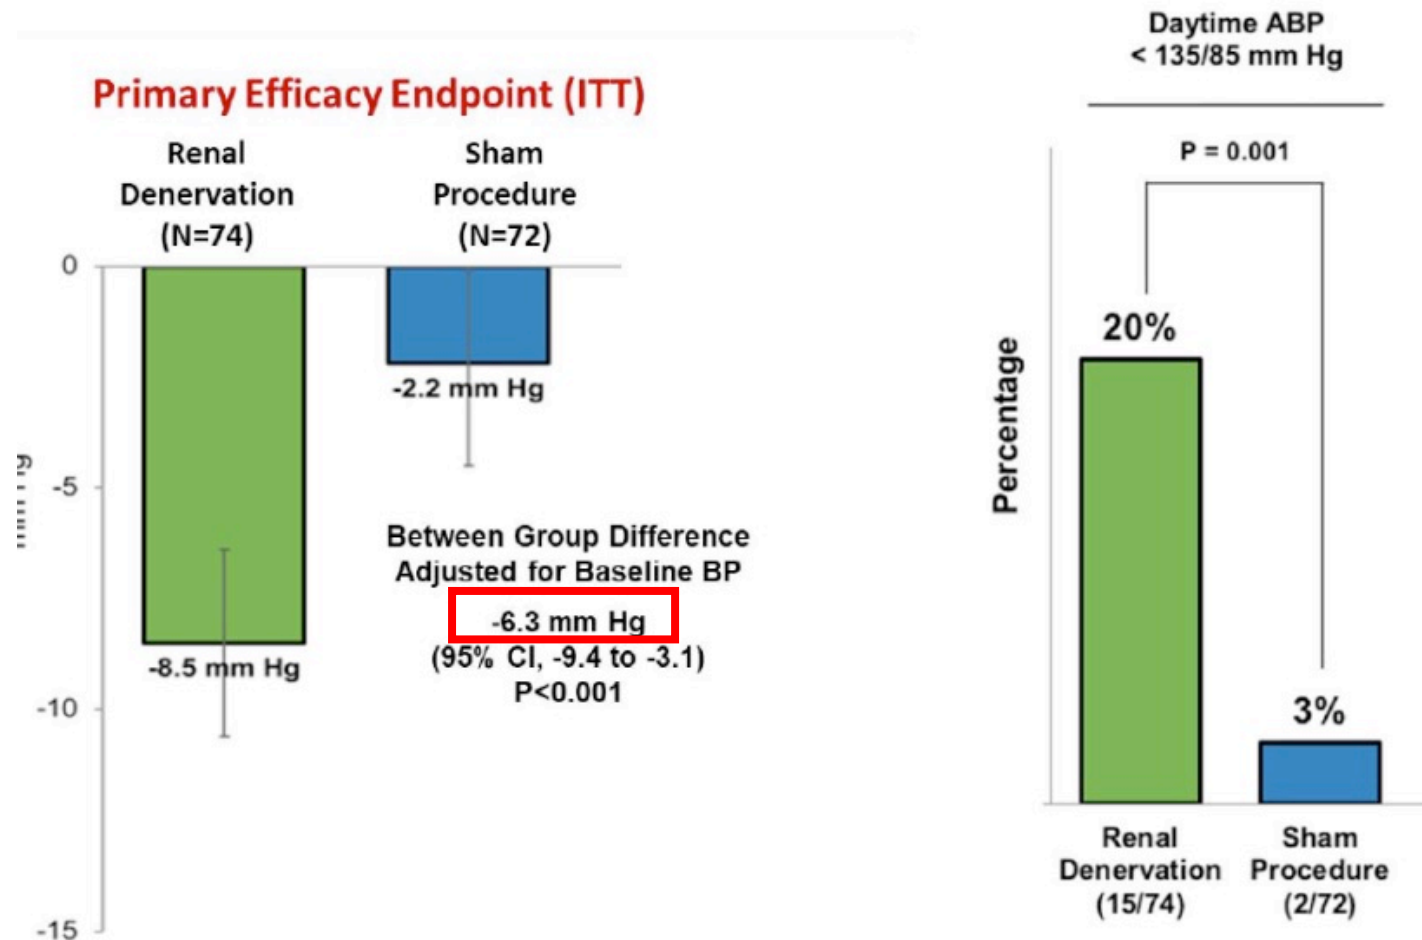 Primary Efficacy Endpoint (ITT)
Renal
Denervation
(N=74)
Sham
Procedure
(N=72)
0
-5
-10
-15
-2.2 mm Hg
-8.5 mm Hg
Between Group Difference
Adjusted for Baseline BP
-6.3 mm Hg
(95% CI, -9.4 to -3.1)
P<0.001
Daytime ABP
< 135/85 mm Hg
P = 0.001
Percentage
20%
3%
Renal
Denervation
(15/74)
Sham
Procedure
(2/72)